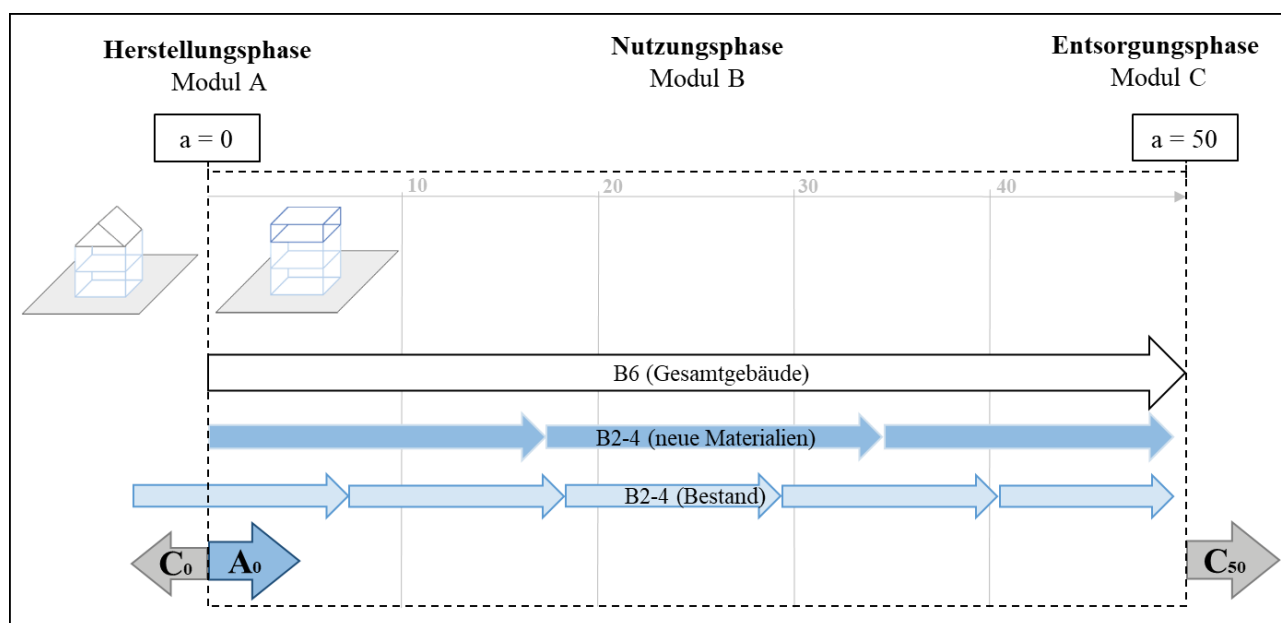 Herstellungsphase
Modul A
Nutzungsphase
Modul B
Entsorgungsphase
Modul C
a = 0
a = 50
10
20
30
40
B6 (Gesamtgebäude)
B2-4 (neue Materialien)
B2-4 (Bestand)
C0
A0
C50